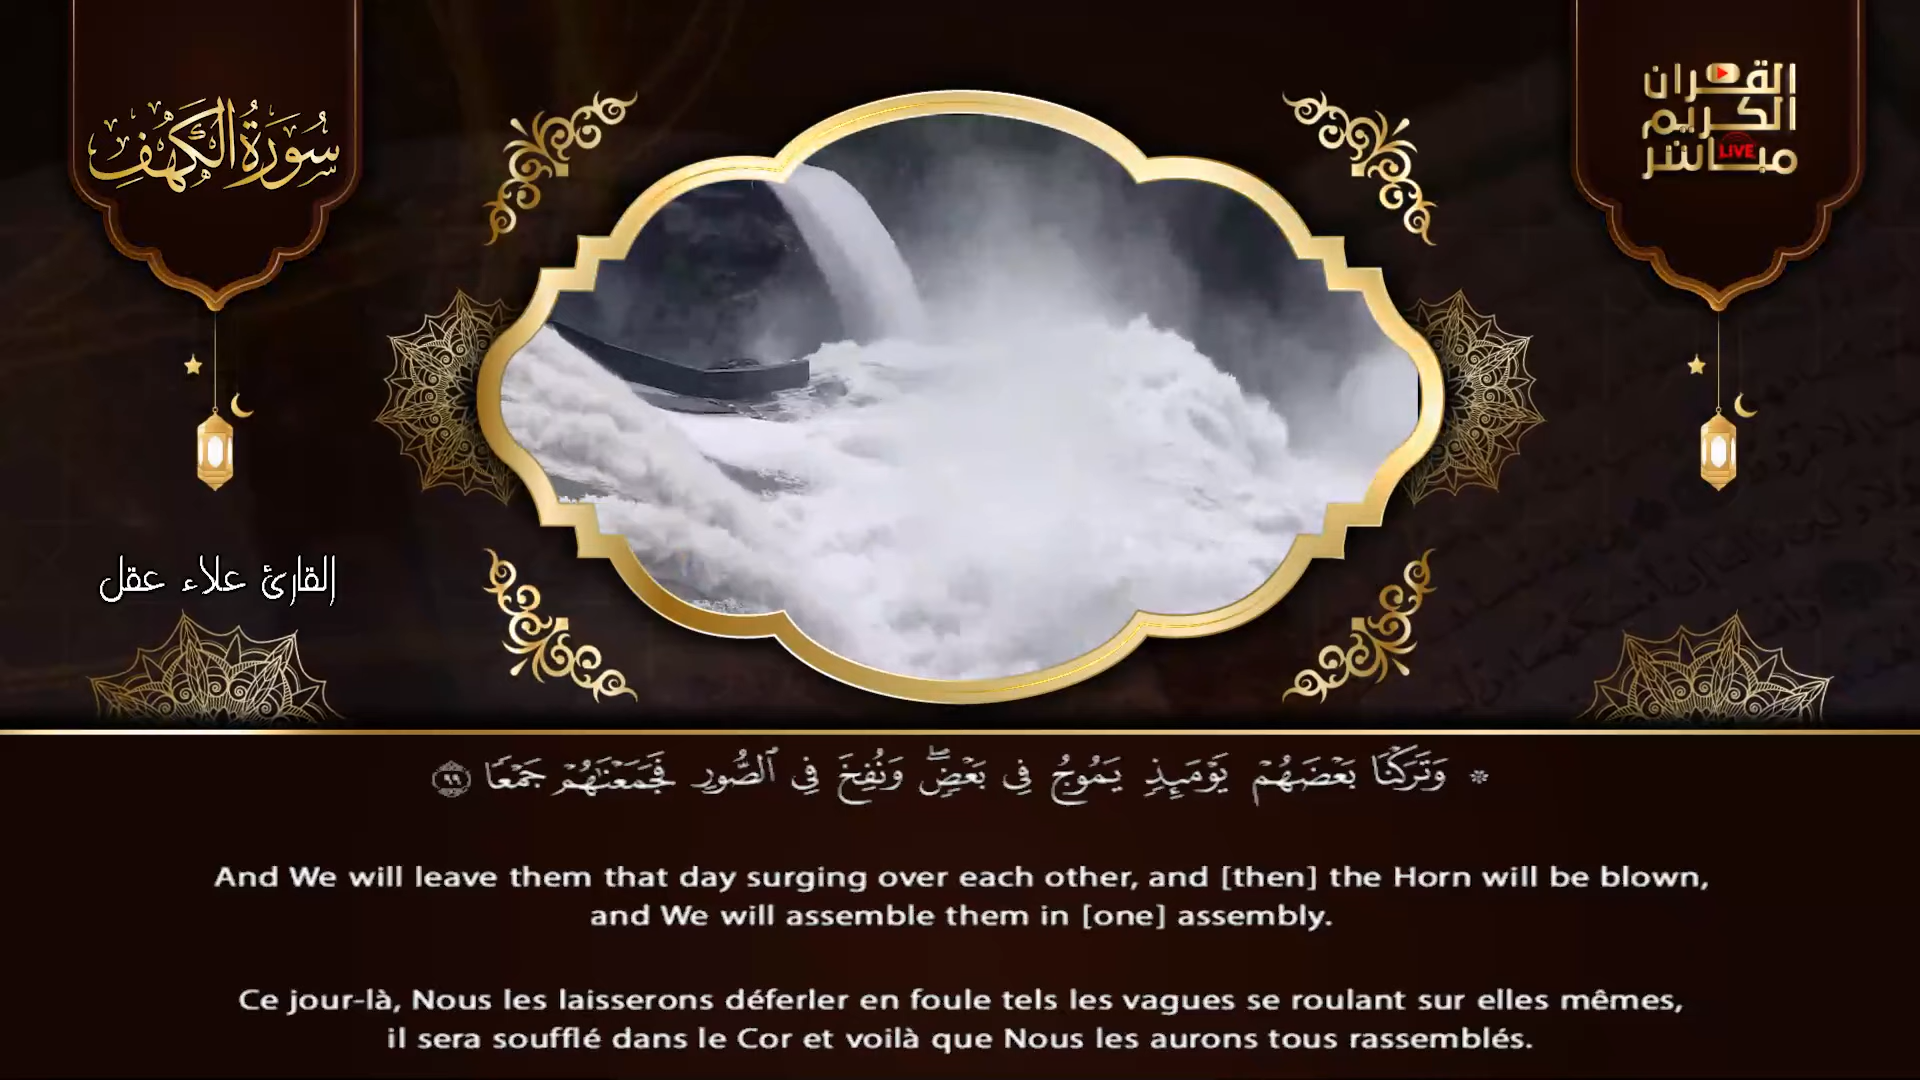 سُورَةُ الكَهْفِ
القرآن
الكريم
مباشر
LIVE
القارئ علاء عقل
۞ وَتَرَكْنَا بَعْضَهُمْ يَوْمَئِذٍ يَمُوجُ فِي بَعْضٍۖ وَنُفِخَ فِي ٱلصُّورِ فَجَمَعْنَٰهُمْ جَمْعًا ٩٩
And We will leave them that day surging over each other, and [then] the Horn will be blown,
and We will assemble them in [one] assembly.
Ce jour-là, Nous les laisserons déferler en foule tels les vagues se roulant sur elles mêmes,
il sera soufflé dans le Cor et voilà que Nous les aurons tous rassemblés.